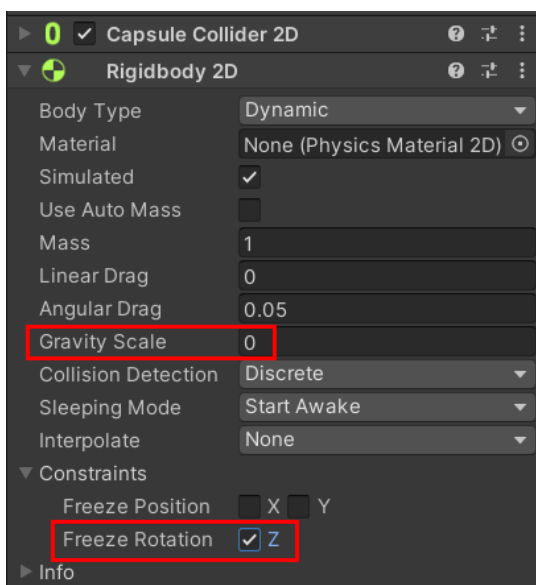 Capsule Collider 2D
Rigidbody 2D
Body Type Dynamic
Material None (Physics Material 2D)
Simulated
Use Auto Mass
Mass 1
Linear Drag 0
Angular Drag 0.05
Gravity Scale 0
Collision Detection Discrete
Sleeping Mode Start Awake
Interpolate None
Constraints
Freeze Position X Y
Freeze Rotation Z
Info